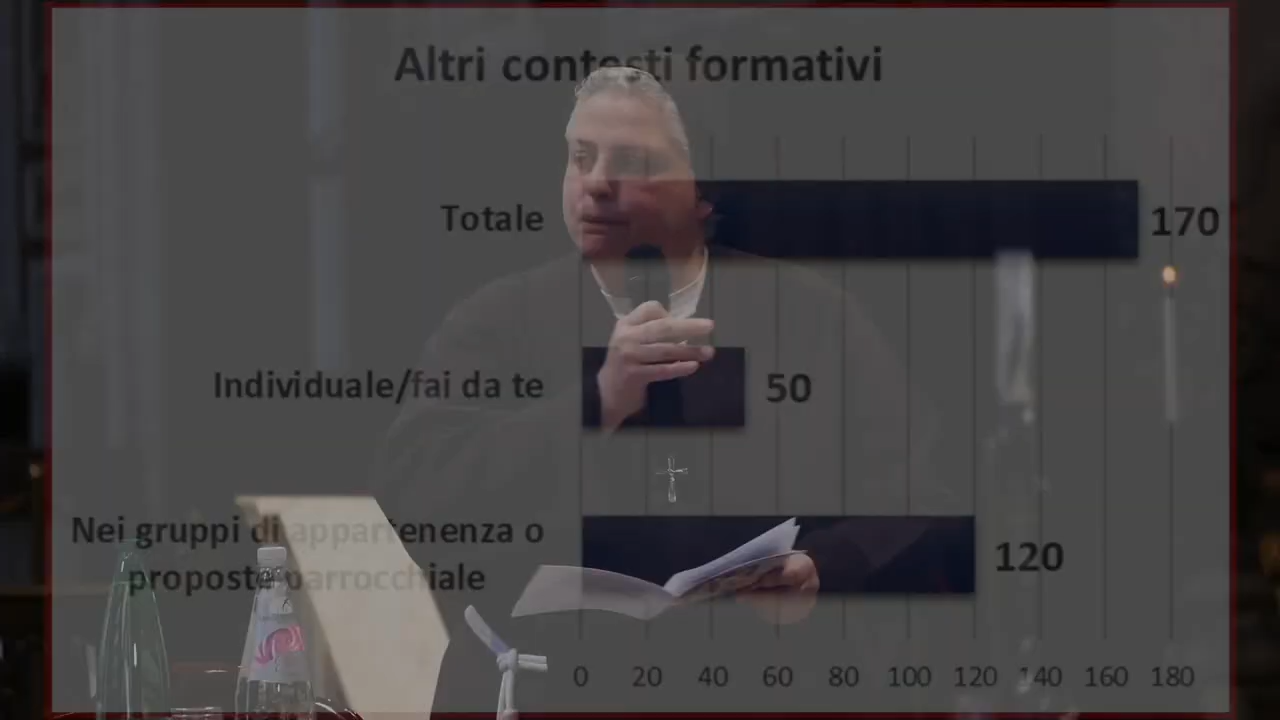 Altri contesti formativi
Totale
170
Individuale/fai da te
50
Nei gruppi di appartenenza o
proposte parrocchiale
120
0 20 40 60 80 100 120 140 160 180